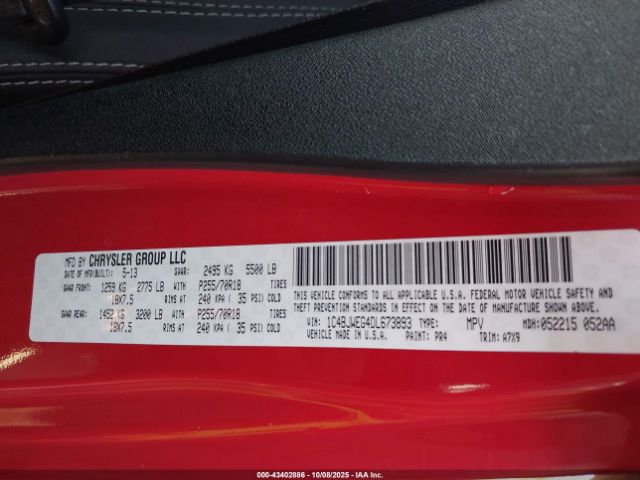 MFD BY CHRYSLER GROUP LLC
DATE OF MFR(BUILT): 5-13 GVWR: 2495 KG 5500 LB
GAWR FRONT: 1259 KG 2775 LB WITH P255/70R18 TIRES
18X7.5 RIMS AT 240 KPA ( 35 PSI) COLD
GAWR REAR: 1452 KG 3200 LB WITH P255/70R18 TIRES
18X7.5 RIMS AT 240 KPA ( 35 PSI) COLD
THIS VEHICLE CONFORMS TO ALL APPLICABLE U.S.A. FEDERAL MOTOR VEHICLE SAFETY AND
THEFT PREVENTION STANDARDS IN EFFECT ON THE DATE OF MANUFACTURE SHOWN ABOVE.
VIN: 1C4BJWEG4DL673893 TYPE: MPV MDH: 052215 052AA
VEHICLE MADE IN U.S.A. PAINT: PR4 TRIM: A7X9
000-43402886 | 10/08/2025 - IAA Inc.